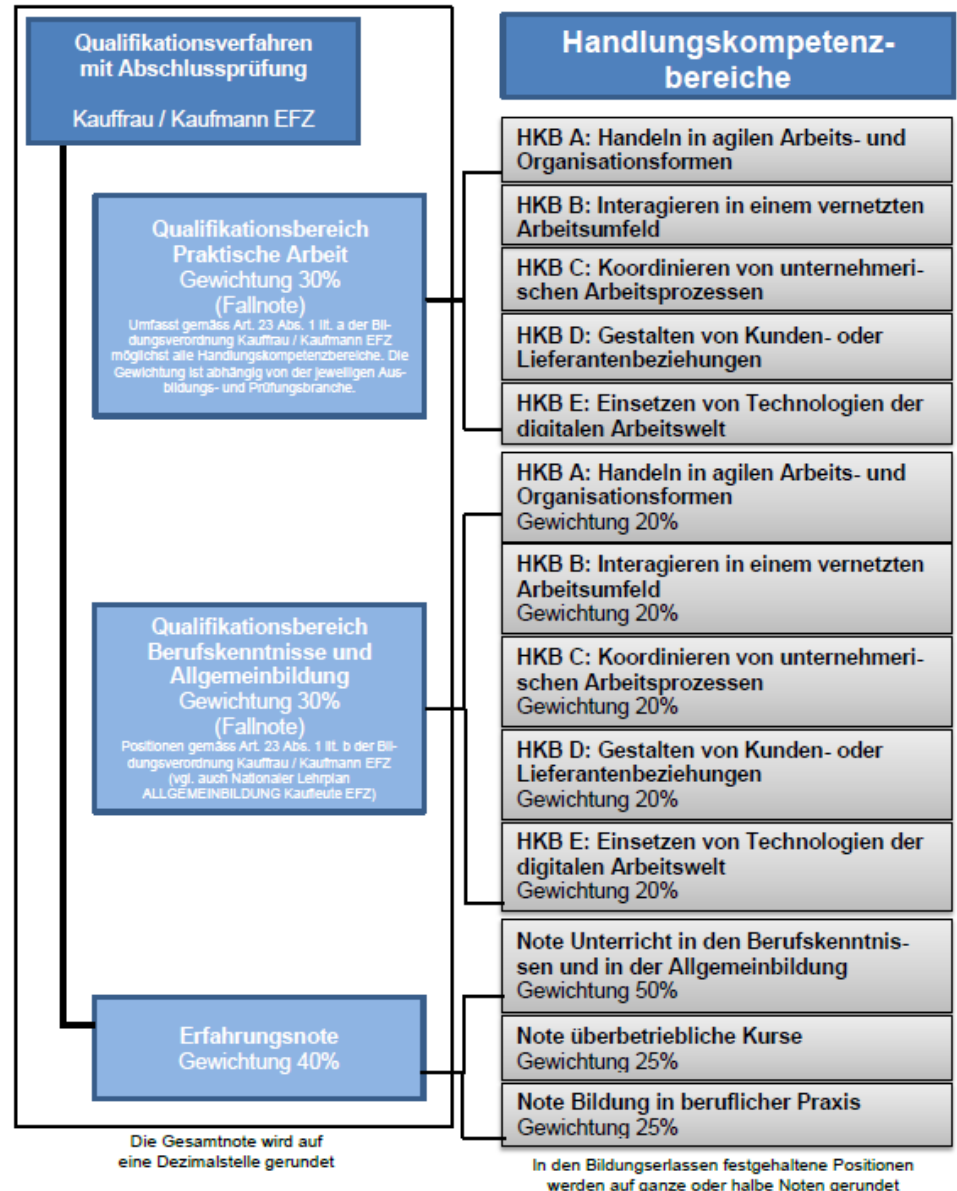 Qualifikationsverfahren
mit Abschlussprüfung
Kauffrau / Kaufmann EFZ
Qualifikationsbereich
Praktische Arbeit
Gewichtung 30%
(Fallnote)
Umfasst gemäss Art. 23 Abs. 1 lit. a der Bil-
dungsverordnung Kauffrau / Kaufmann EFZ
möglichst alle Handlungskompetenzbereiche. Die
Gewichtung ist abhängig von der jeweiligen Aus-
bildungs- und Prüfungsbranche.
Qualifikationsbereich
Berufskenntnisse und
Allgemeinbildung
Gewichtung 30%
(Fallnote)
Positionen gemäss Art. 23 Abs. 1 lit. b der Bil-
dungsverordnung Kauffrau / Kaufmann EFZ
(vgl. auch Nationaler Lehrplan
ALLGEMEINBILDUNG Kaufleute EFZ)
Erfahrungsnote
Gewichtung 40%
Die Gesamtnote wird auf
eine Dezimalstelle gerundet
Handlungskompetenz-
bereiche
HKB A: Handeln in agilen Arbeits- und
Organisationsformen
HKB B: Interagieren in einem vernetzten
Arbeitsumfeld
HKB C: Koordinieren von unternehmeri-
schen Arbeitsprozessen
HKB D: Gestalten von Kunden- oder
Lieferantenbeziehungen
HKB E: Einsetzen von Technologien der
digitalen Arbeitswelt
HKB A: Handeln in agilen Arbeits- und
Organisationsformen
Gewichtung 20%
HKB B: Interagieren in einem vernetzten
Arbeitsumfeld
Gewichtung 20%
HKB C: Koordinieren von unternehmeri-
schen Arbeitsprozessen
Gewichtung 20%
HKB D: Gestalten von Kunden- oder
Lieferantenbeziehungen
Gewichtung 20%
HKB E: Einsetzen von Technologien der
digitalen Arbeitswelt
Gewichtung 20%
Note Unterricht in den Berufskenntnis-
sen und in der Allgemeinbildung
Gewichtung 50%
Note überbetriebliche Kurse
Gewichtung 25%
Note Bildung in beruflicher Praxis
Gewichtung 25%
In den Bildungserlassen festgehaltene Positionen
werden auf ganze oder halbe Noten gerundet